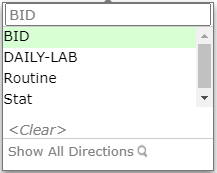 BID
BID
DAILY-LAB
Routine
Stat
<Clear>
Show All Directions